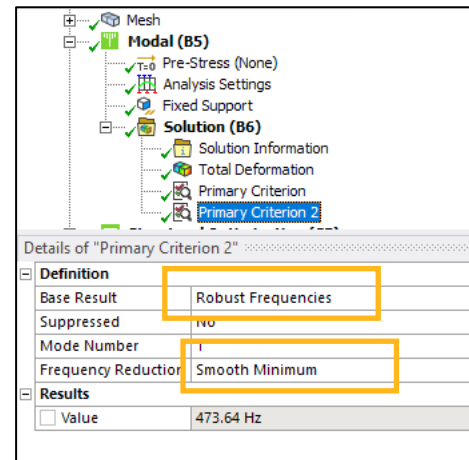 Mesh
Modal (B5)
T=0 Pre-Stress (None)
Analysis Settings
Fixed Support
Solution (B6)
Solution Information
Total Deformation
Primary Criterion
Primary Criterion 2
Details of "Primary Criterion 2"
Definition
Base Result Robust Frequencies
Suppressed No
Mode Number 1
Frequency Reduction Smooth Minimum
Results
Value 473.64 Hz